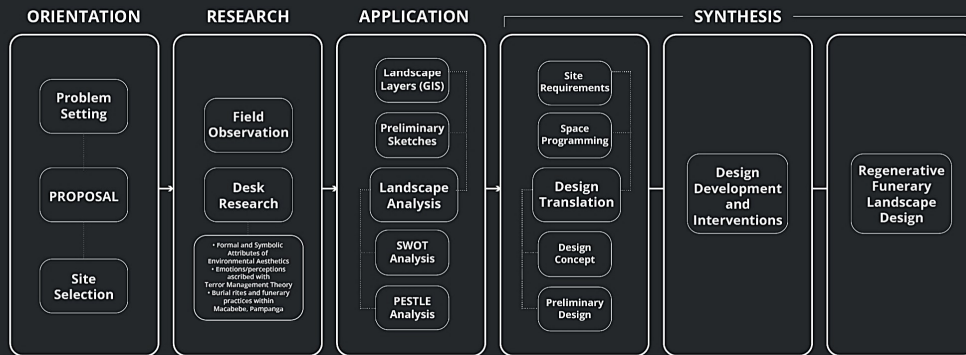 ORIENTATION
Problem
Setting
PROPOSAL
Site
Selection
RESEARCH
Field
Observation
Desk
Research
• Formal and Symbolic
Attributes of
Environmental Aesthetics
• Emotions/perceptions
ascribed with
Terror Management Theory
• Burial rites and funerary
practices within
Macabebe, Pampanga
APPLICATION
Landscape
Layers (GIS)
Preliminary
Sketches
Landscape
Analysis
SWOT
Analysis
PESTLE
Analysis
SYNTHESIS
Site
Requirements
Space
Programming
Design
Translation
Design
Concept
Preliminary
Design
Design
Development
and
Interventions
Regenerative
Funerary
Landscape
Design